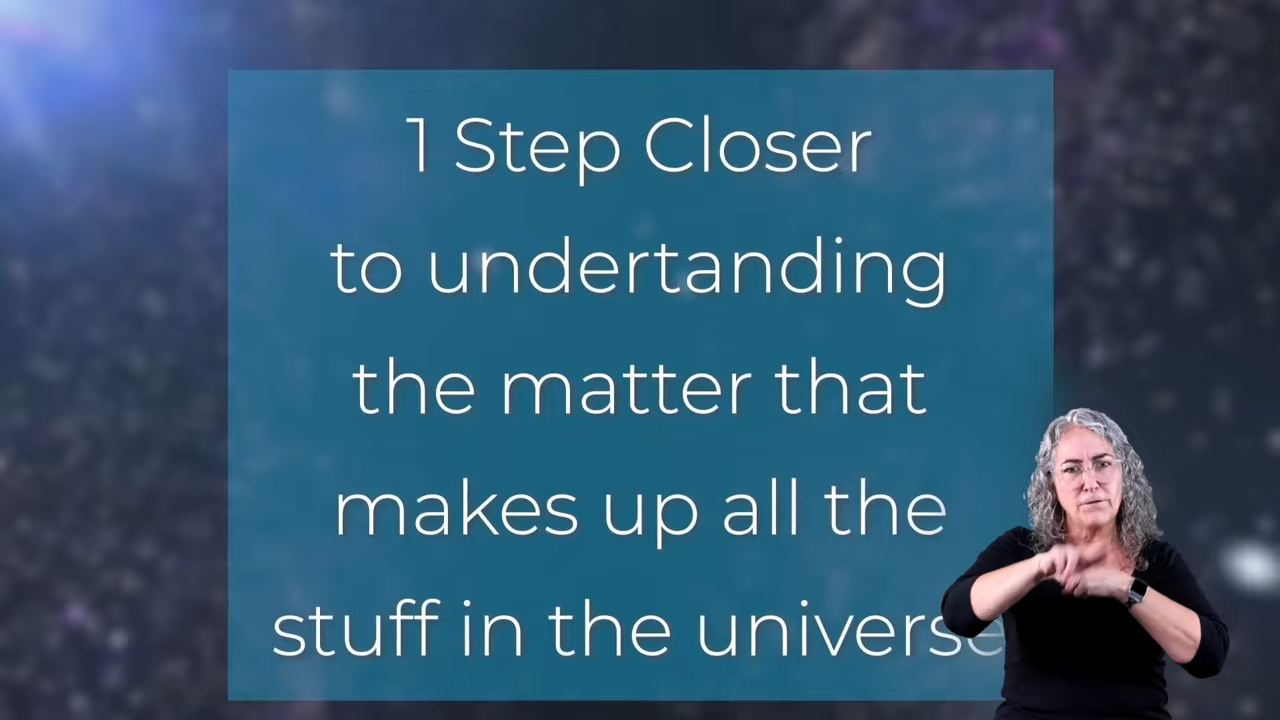 1 Step Closer
to undertanding
the matter that
makes up all the
stuff in the universe